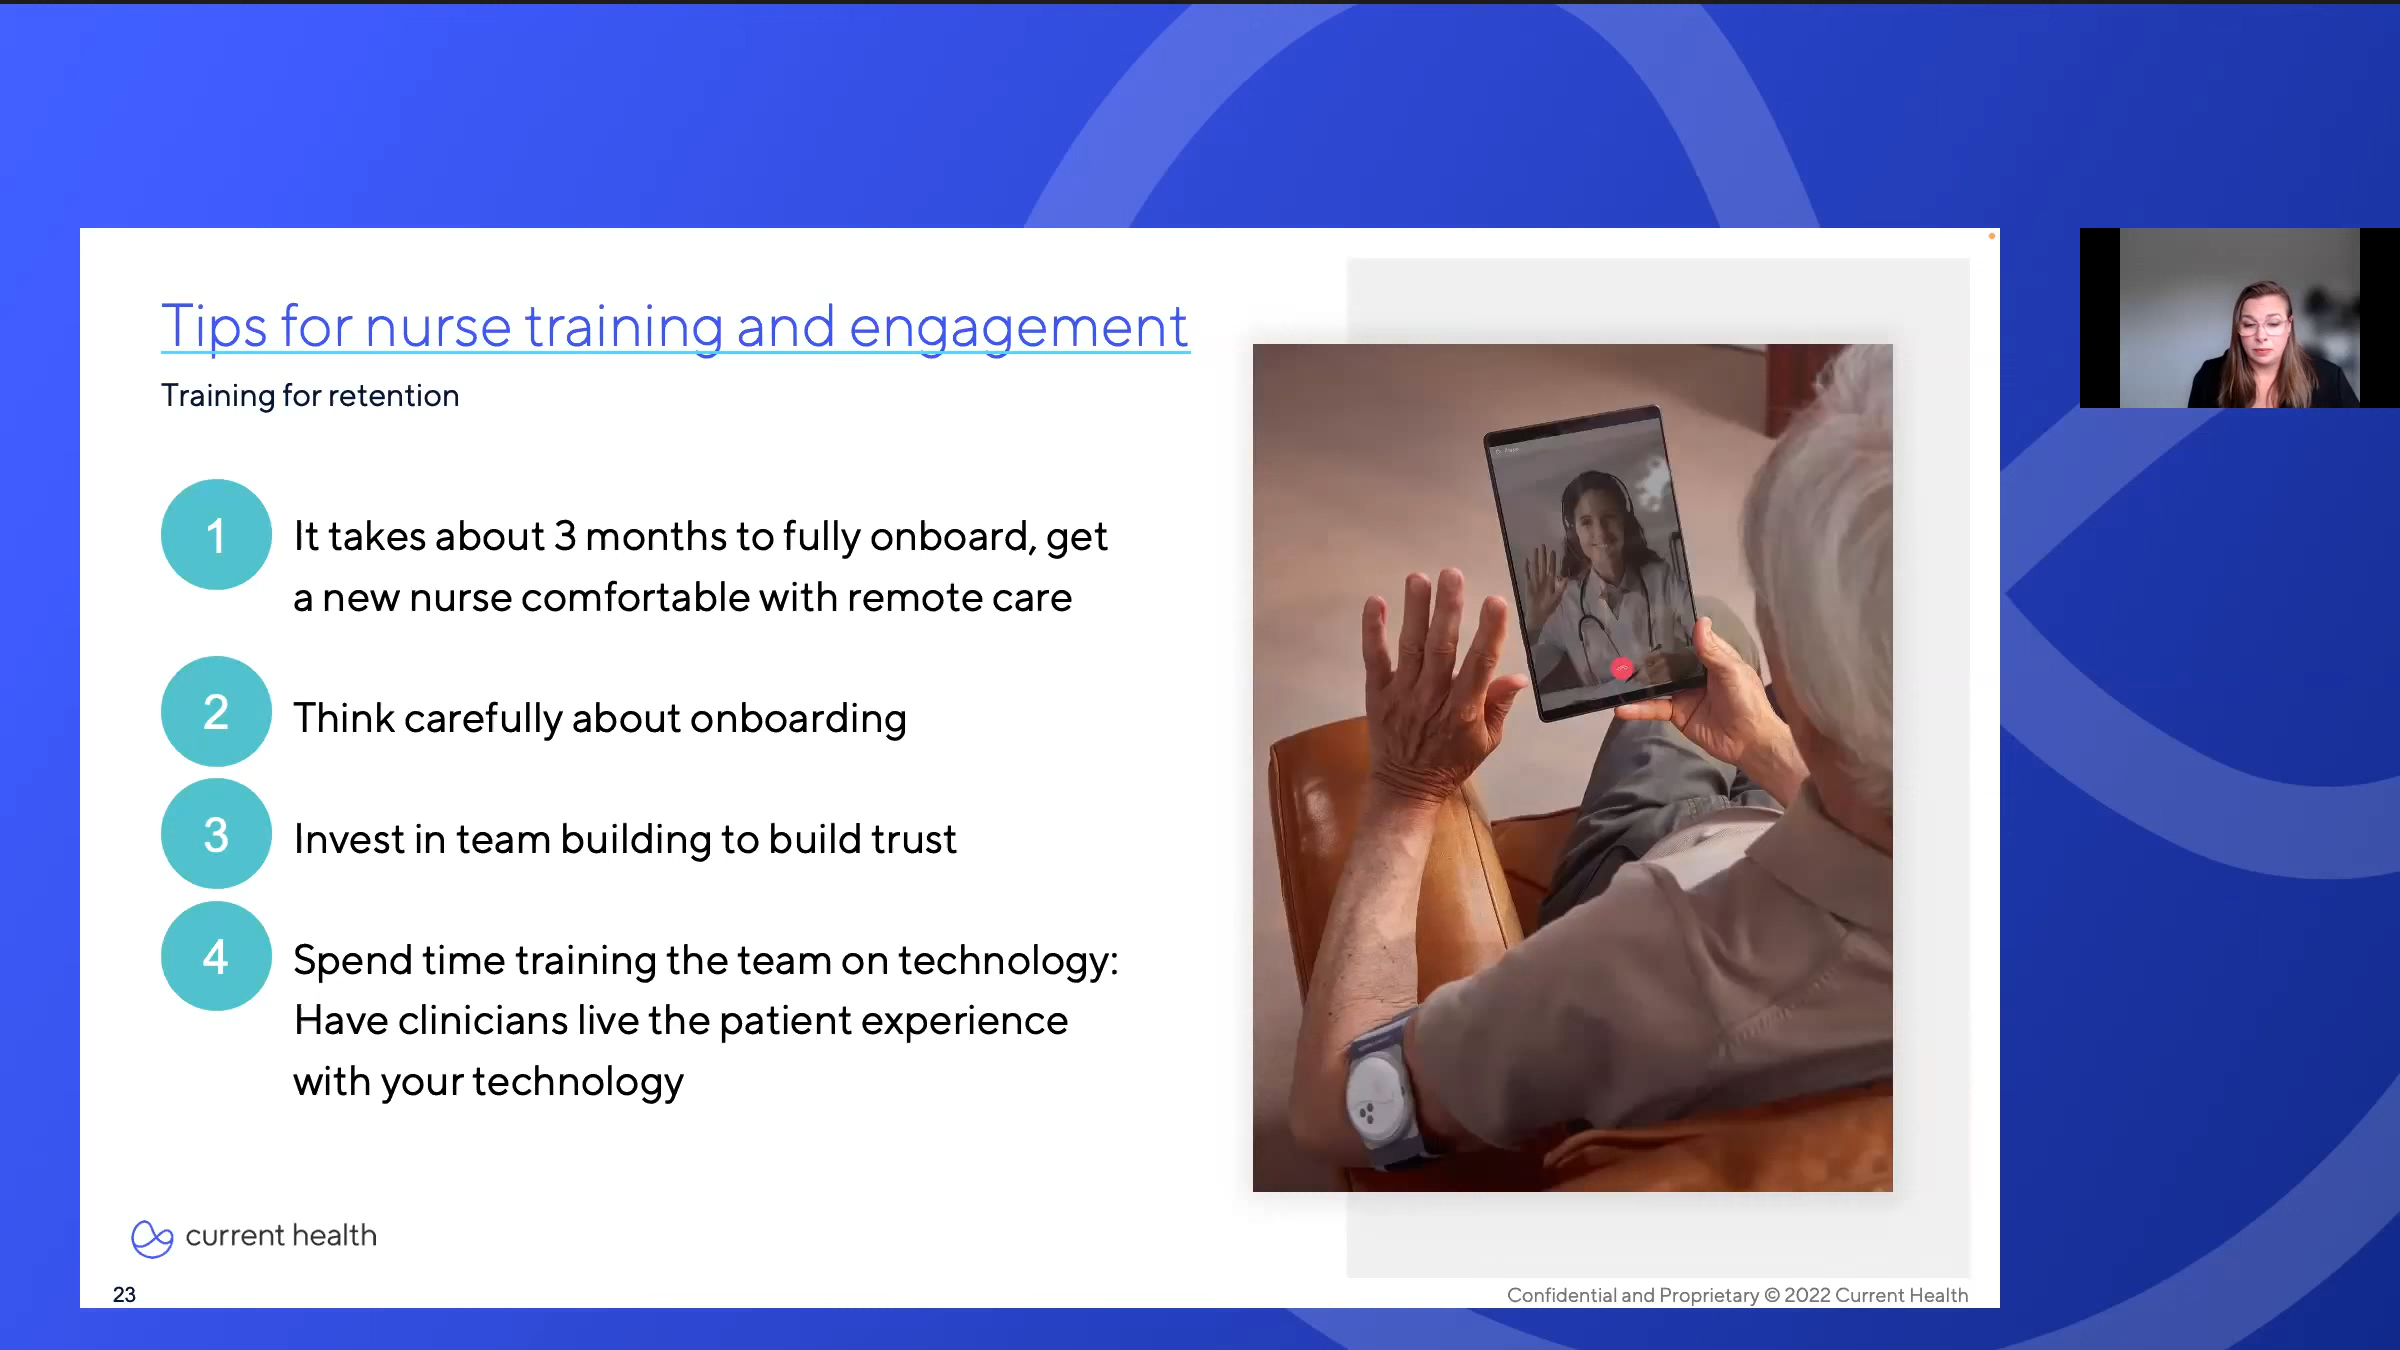 Tips for nurse training and engagement
Training for retention
1
It takes about 3 months to fully onboard, get
a new nurse comfortable with remote care
2
Think carefully about onboarding
3
Invest in team building to build trust
4
Spend time training the team on technology:
Have clinicians live the patient experience
with your technology
current health
23
Confidential and Proprietary © 2022 Current Health